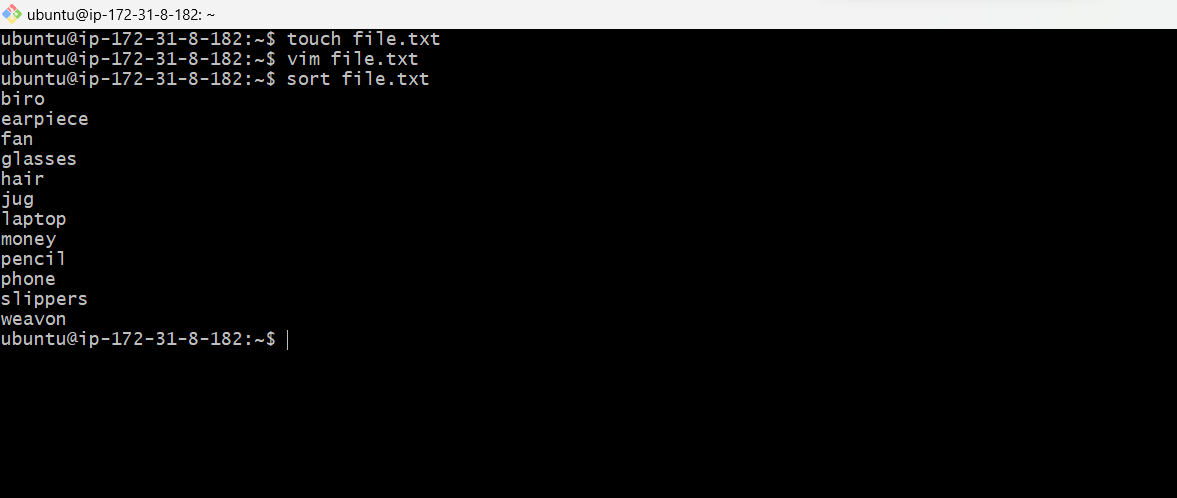 ubuntu@ip-172-31-8-182: ~
ubuntu@ip-172-31-8-182:~$ touch file.txt
ubuntu@ip-172-31-8-182:~$ vim file.txt
ubuntu@ip-172-31-8-182:~$ sort file.txt
biro
earpiece
fan
glasses
hair
jug
laptop
money
pencil
phone
slippers
weavon
ubuntu@ip-172-31-8-182:~$